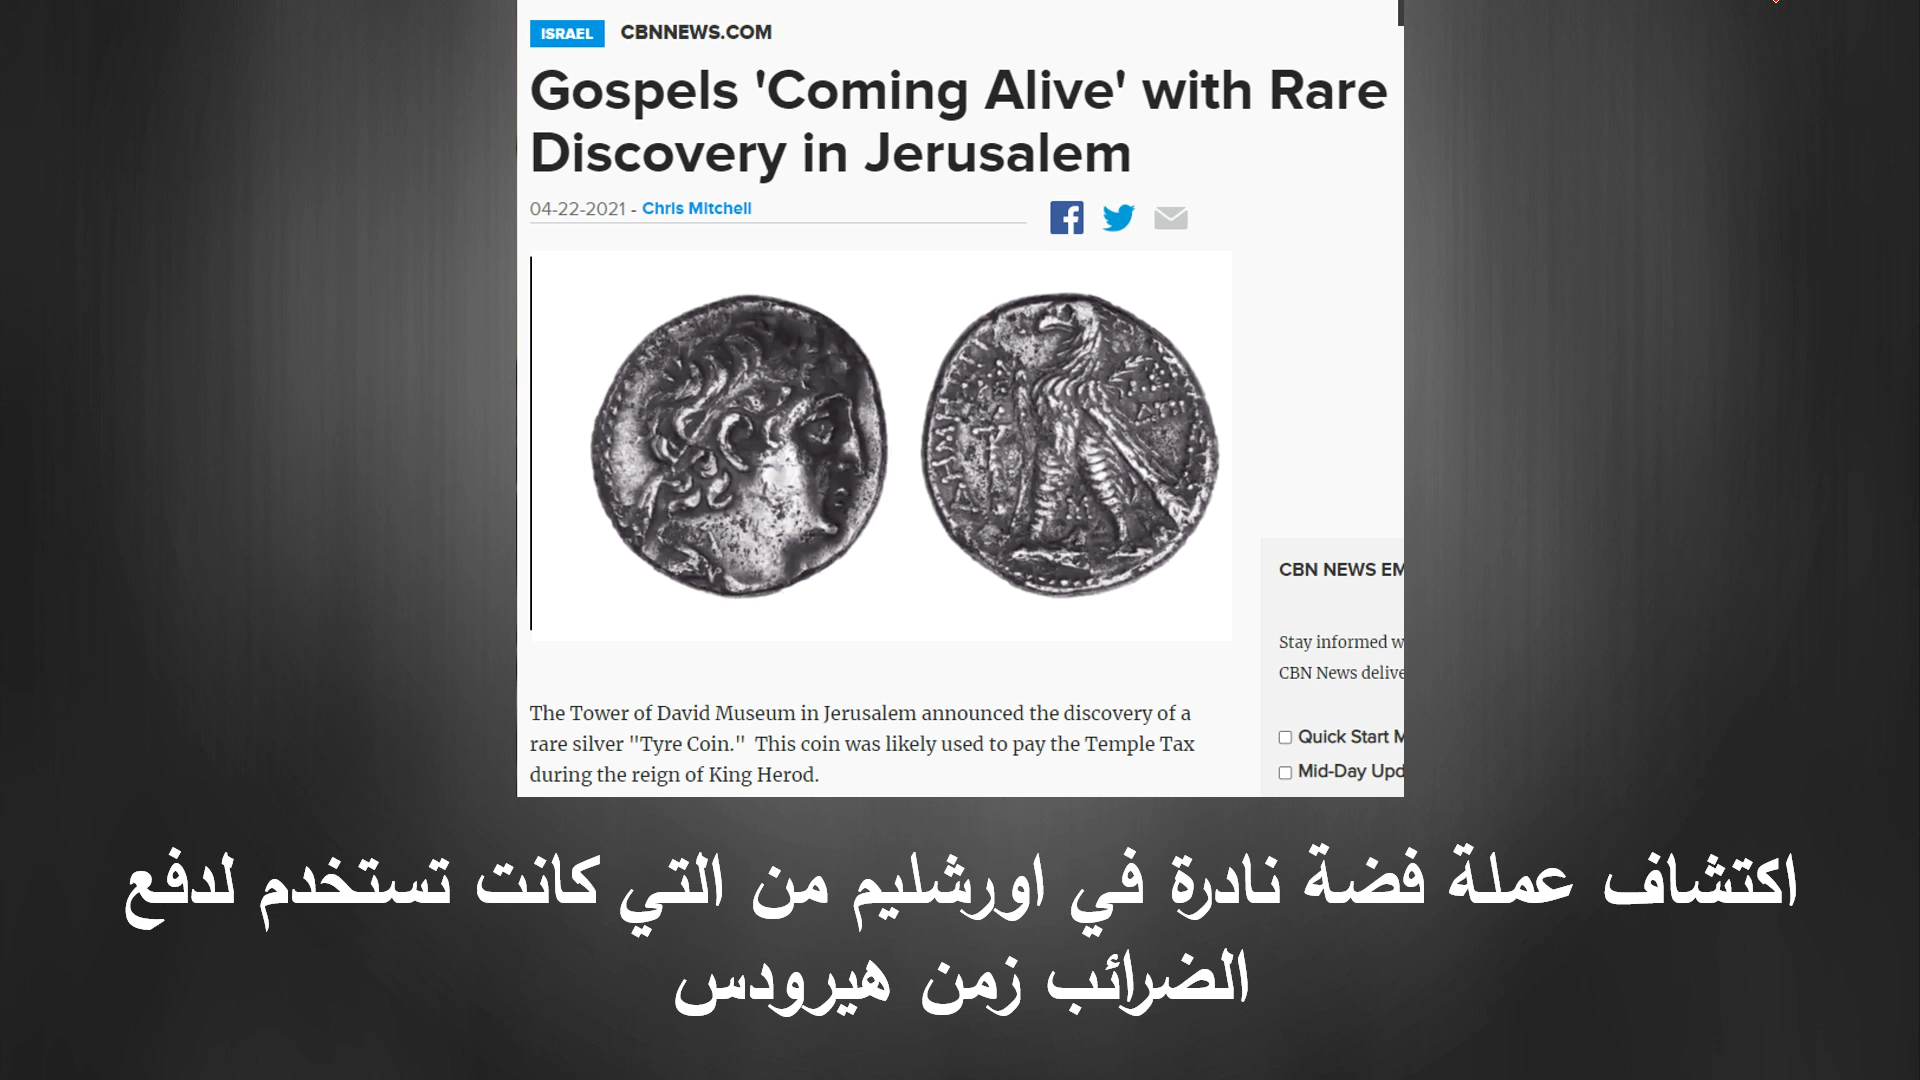 ISRAEL CBNNEWS.COM
Gospels 'Coming Alive' with Rare
Discovery in Jerusalem
04-22-2021 - Chris Mitchell
The Tower of David Museum in Jerusalem announced the discovery of a
rare silver "Tyre Coin." This coin was likely used to pay the Temple Tax
during the reign of King Herod.
CBN NEWS EM
Stay informed w
CBN News delive
Quick Start M
Mid-Day Upd
اكتشاف عملة فضة نادرة في اورشليم من التي كانت تستخدم لدفع
الضرائب زمن هيرودس